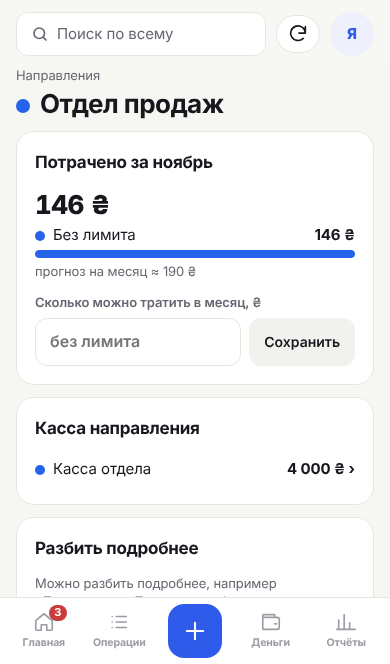 Поиск по всему
Я
Направления
Отдел продаж
Потрачено за ноябрь
146 ₴
Без лимита 146 ₴
прогноз на месяц ≈ 190 ₴
Сколько можно тратить в месяц, ₴
без лимита
Сохранить
Касса направления
Касса отдела 4 000 ₴ ›
Разбить подробнее
Можно разбить подробнее, например
3
Главная
Операции
Деньги
Отчёты